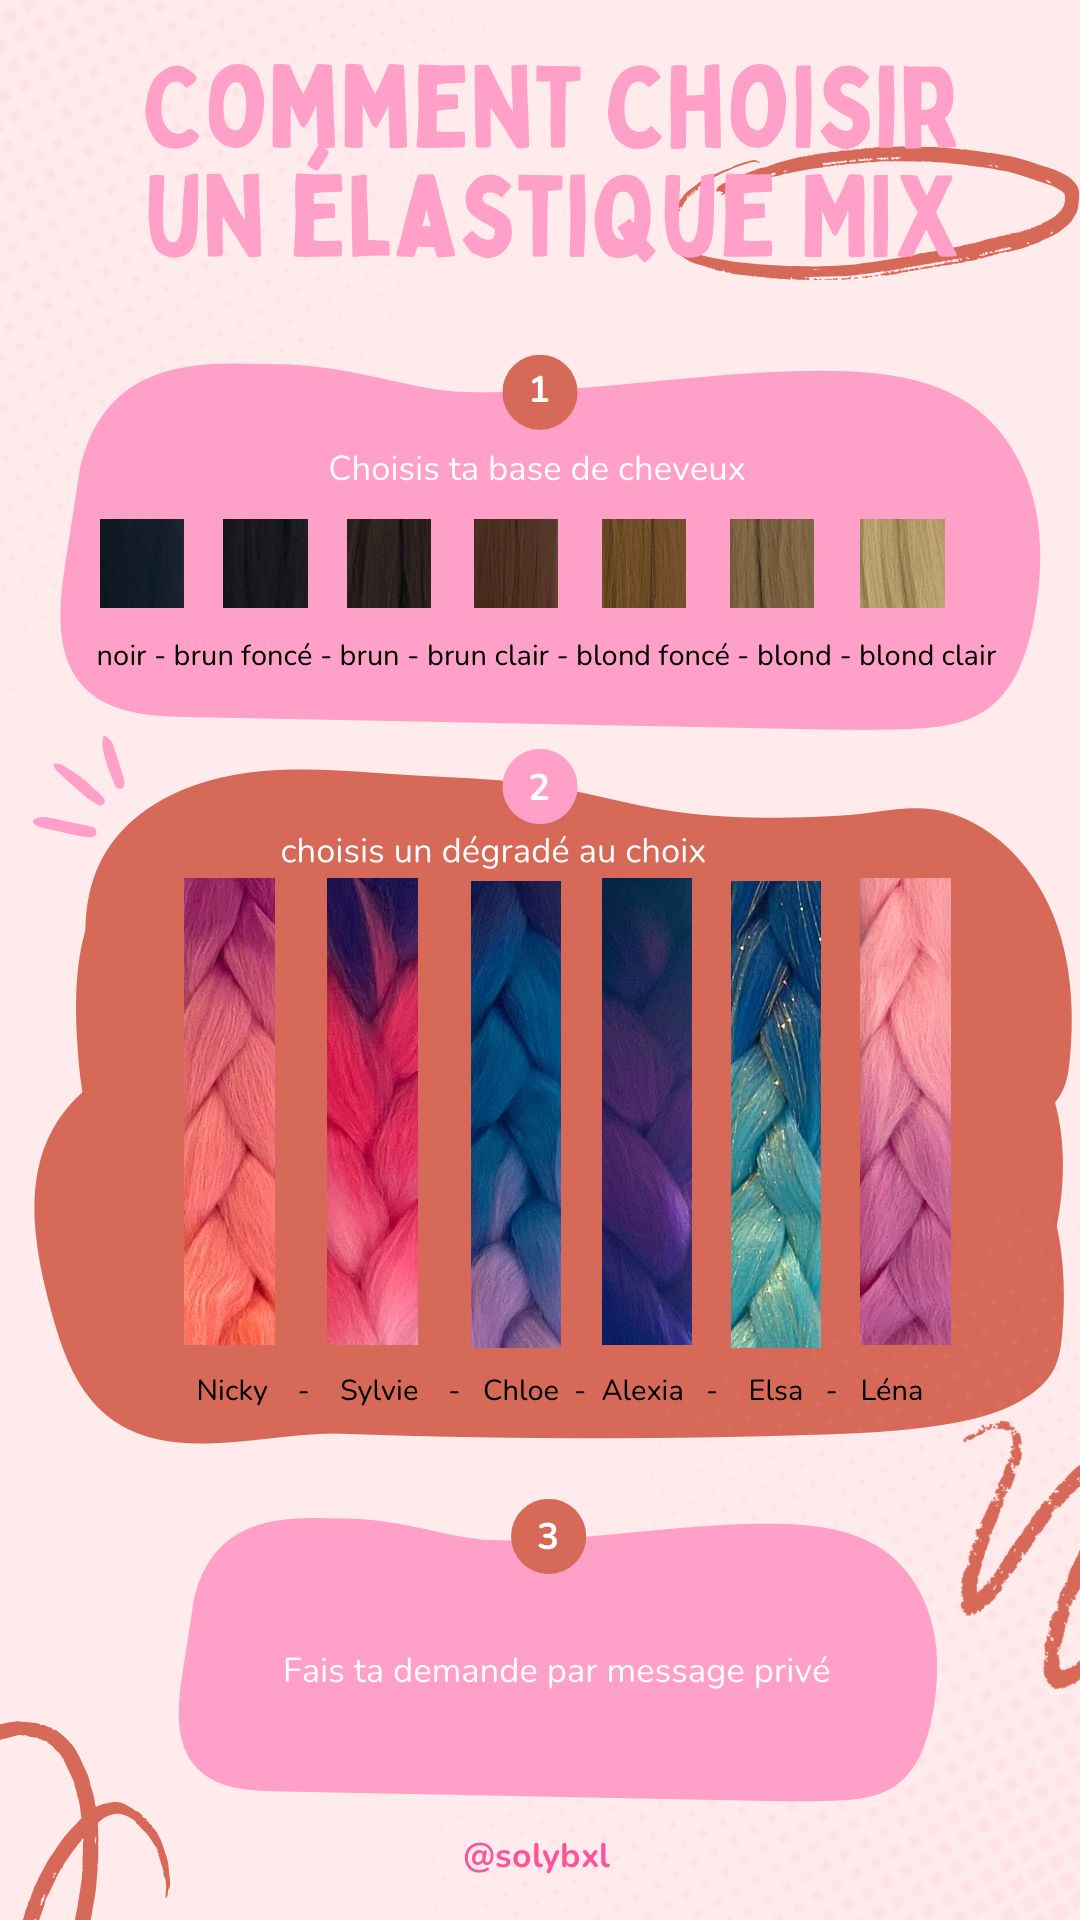 COMMENT CHOISIR
UN ÉLASTIQUE MIX
1
Choisis ta base de cheveux
noir - brun foncé - brun - brun clair - blond foncé - blond - blond clair
2
choisis un dégradé au choix
Nicky - Sylvie - Chloe - Alexia - Elsa - Léna
3
Fais ta demande par message privé
@solybxl